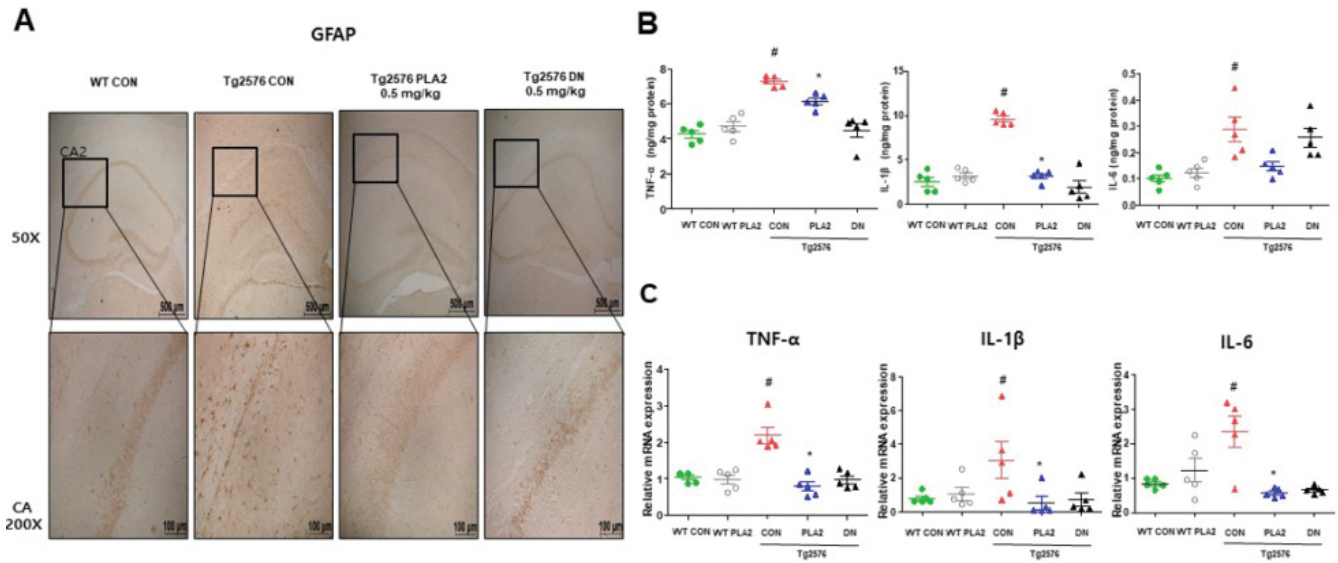 A
GFAP
WT CON
Tg2576 CON
Tg2576 PLA2
0.5 mg/kg
Tg2576 DN
0.5 mg/kg
CA2
50X
500 μm
500 μm
500 μm
500 μm
CA
200X
100 μm
100 μm
100 μm
100 μm
B
TNF-α (ng/mg protein)
8
6
4
2
0
#
*
WT CON
WT PLA2
CON
PLA2
DN
Tg2576
IL-1β (ng/mg protein)
15
10
5
0
#
*
WT CON
WT PLA2
CON
PLA2
DN
Tg2576
IL-6 (ng/mg protein)
0.5
0.4
0.3
0.2
0.1
0.0
#
WT CON
WT PLA2
CON
PLA2
DN
Tg2576
C
TNF-α
Relative mRNA expression
4
3
2
1
0
#
*
WT CON
WT PLA2
CON
PLA2
DN
Tg2576
IL-1β
Relative mRNA expression
8
6
4
2
0
#
*
WT CON
WT PLA2
CON
PLA2
DN
Tg2576
IL-6
Relative mRNA expression
4
3
2
1
0
#
*
WT CON
WT PLA2
CON
PLA2
DN
Tg2576